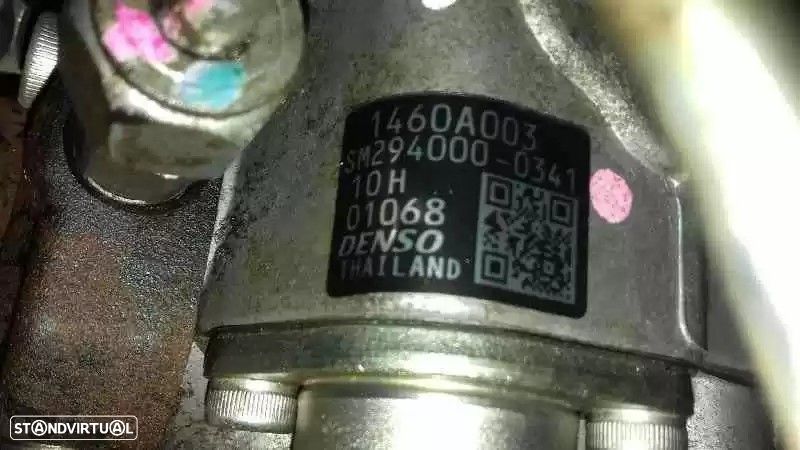 1460A003
SM294000-0341
10H
01068
DENSO
THAILAND
STANDVIRTUAL